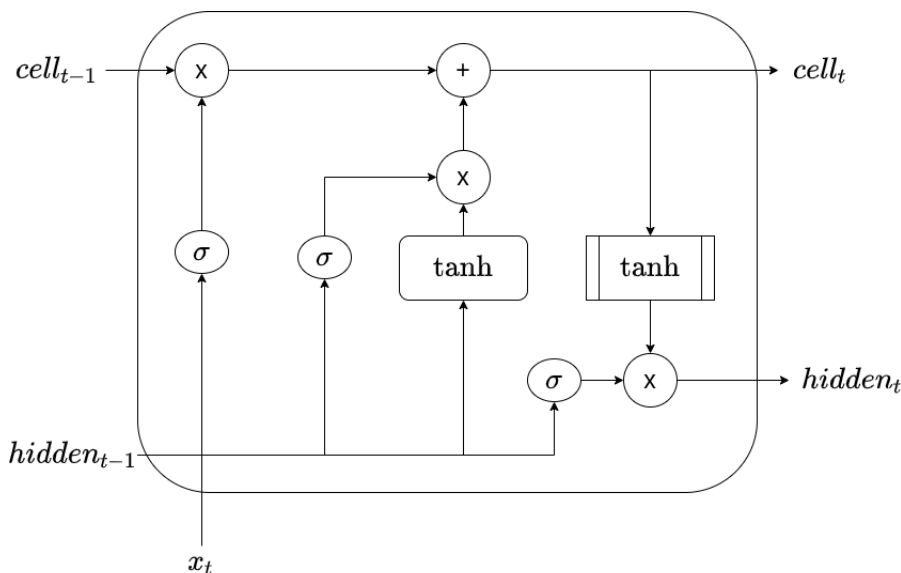 cell_{t-1}
x
+
cell_t
x
σ
σ
tanh
tanh
σ
x
hidden_t
hidden_{t-1}
x_t